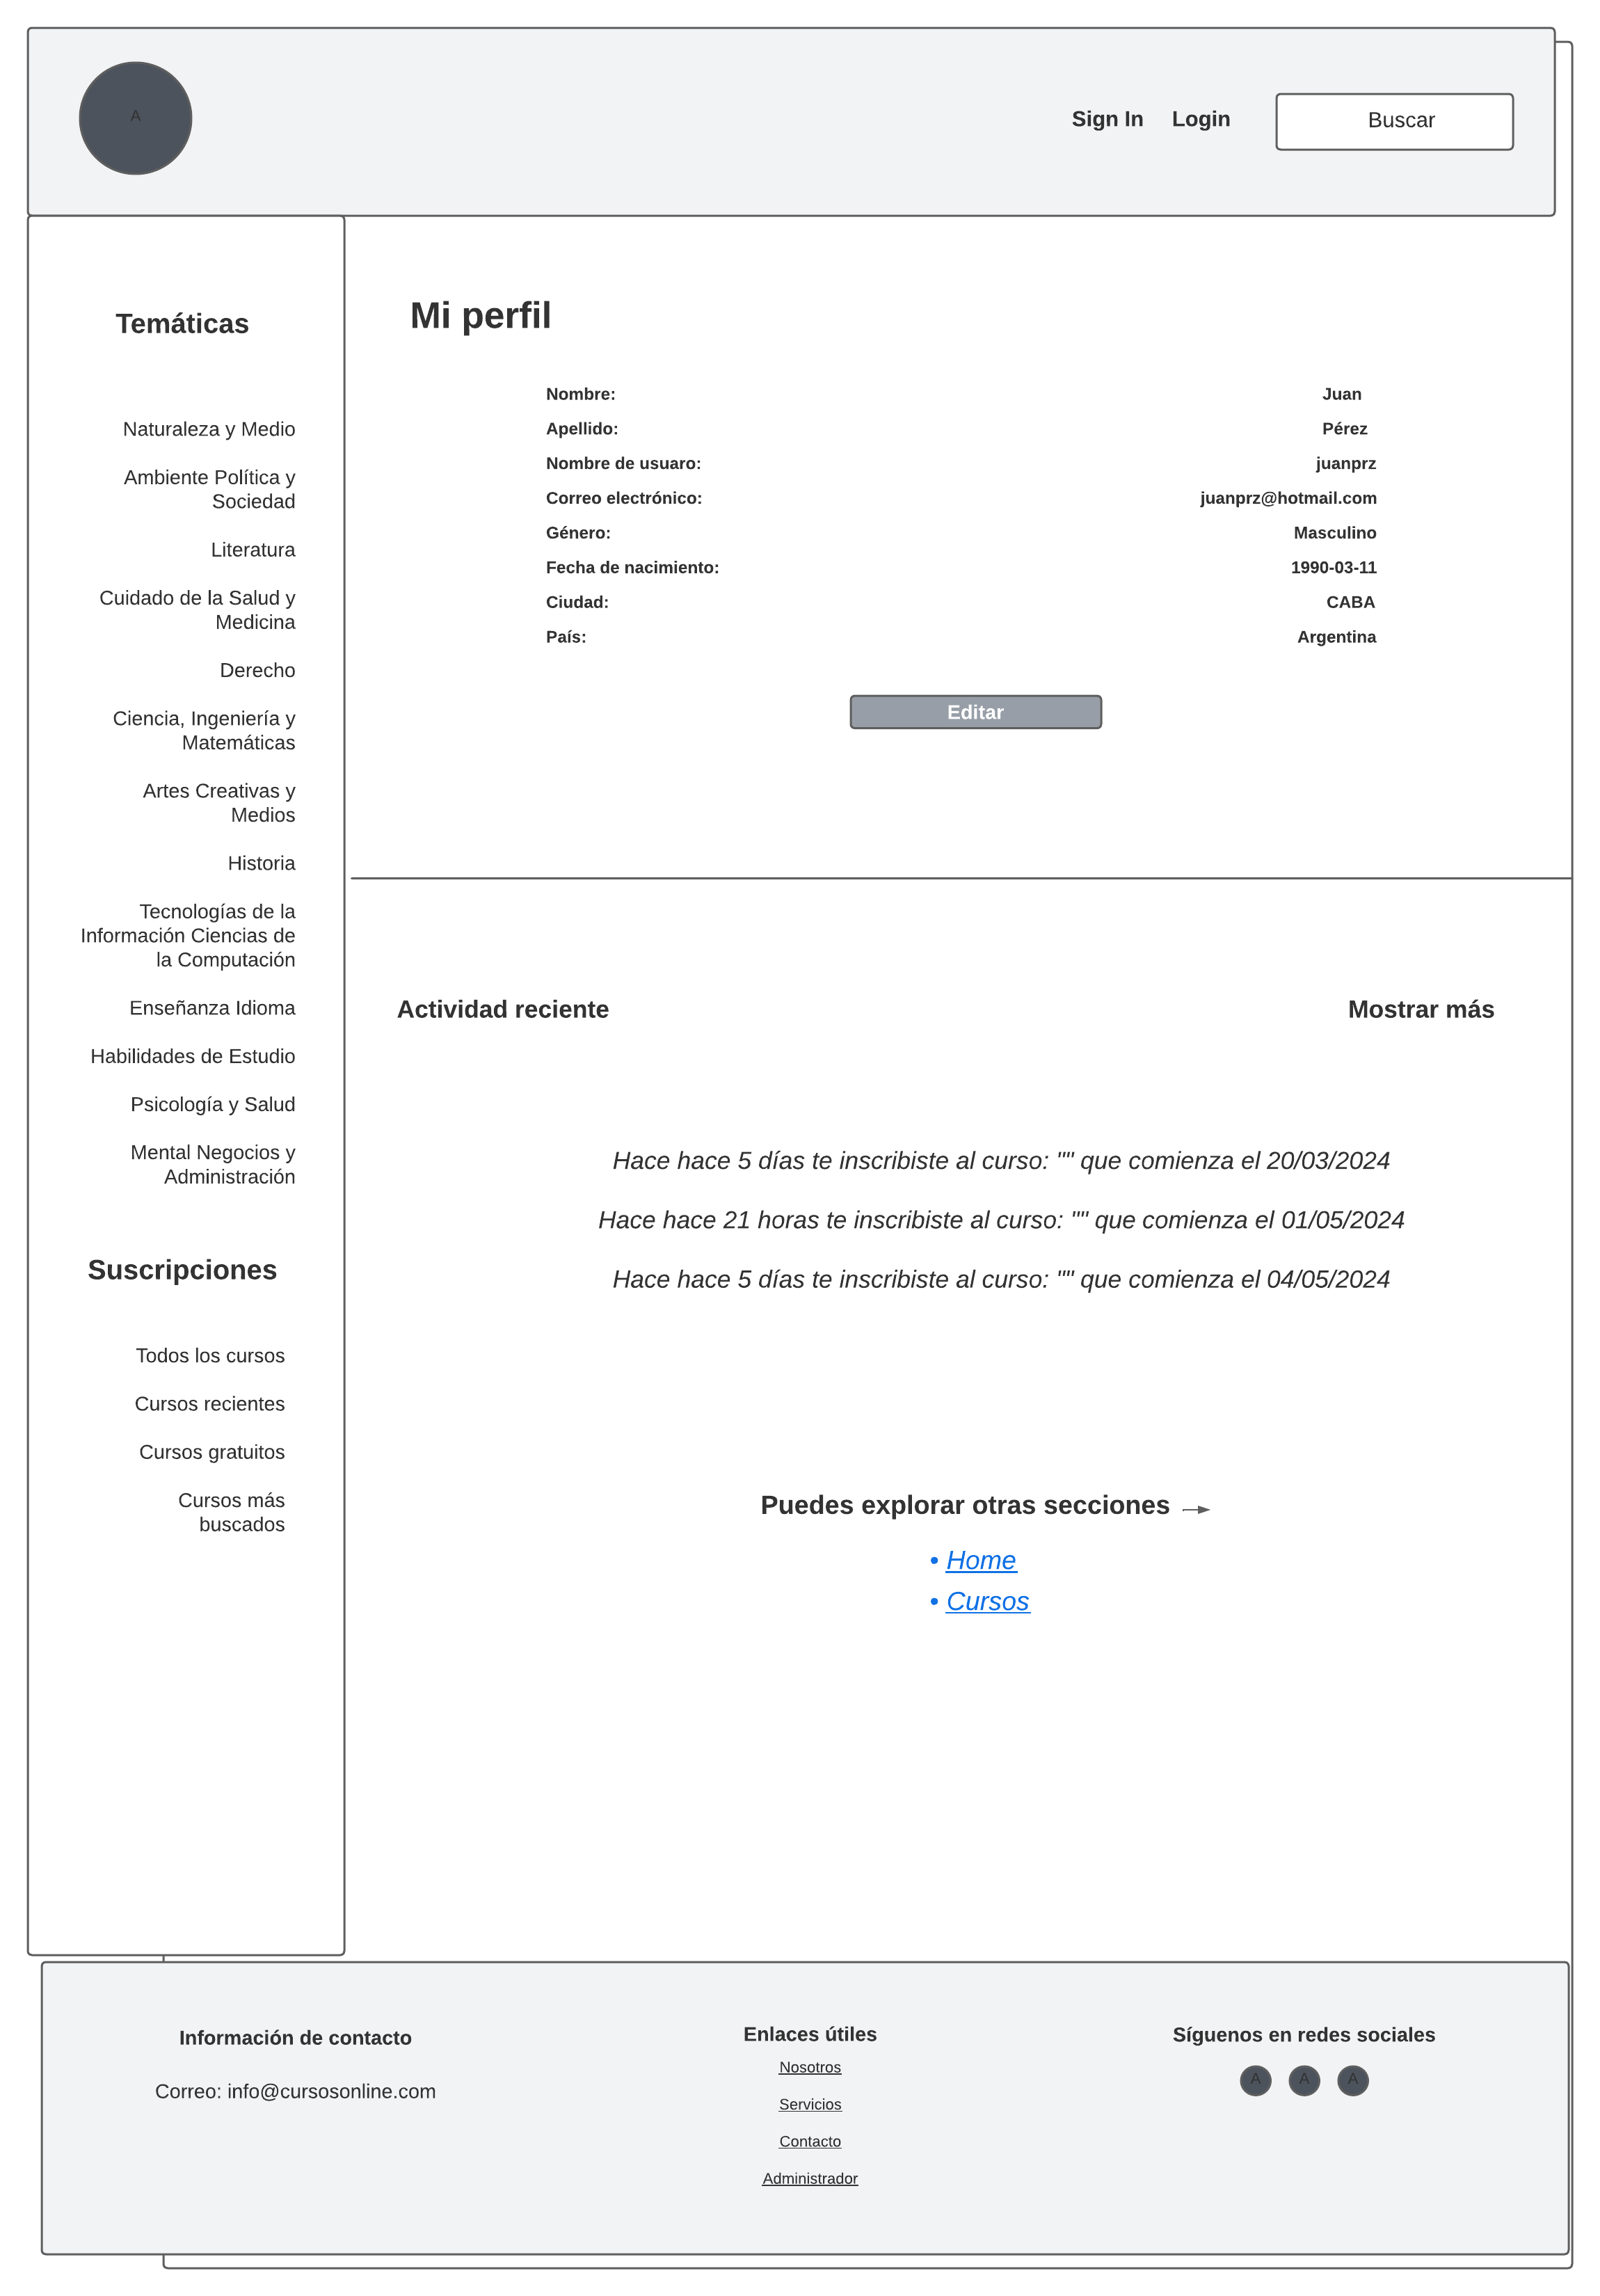 A
Sign In
Login
Buscar
Temáticas
Naturaleza y Medio
Ambiente Política y
Sociedad
Literatura
Cuidado de la Salud y
Medicina
Derecho
Ciencia, Ingeniería y
Matemáticas
Artes Creativas y
Medios
Historia
Tecnologías de la
Información Ciencias de
la Computación
Enseñanza Idioma
Habilidades de Estudio
Psicología y Salud
Mental Negocios y
Administración
Suscripciones
Todos los cursos
Cursos recientes
Cursos gratuitos
Cursos más
buscados
Mi perfil
Nombre: Juan
Apellido: Pérez
Nombre de usuaro: juanprz
Correo electrónico: juanprz@hotmail.com
Género: Masculino
Fecha de nacimiento: 1990-03-11
Ciudad: CABA
País: Argentina
Editar
Actividad reciente
Mostrar más
Hace hace 5 días te inscribiste al curso: "" que comienza el 20/03/2024
Hace hace 21 horas te inscribiste al curso: "" que comienza el 01/05/2024
Hace hace 5 días te inscribiste al curso: "" que comienza el 04/05/2024
Puedes explorar otras secciones
• Home
• Cursos
Información de contacto
Correo: info@cursosonline.com
Enlaces útiles
Nosotros
Servicios
Contacto
Administrador
Síguenos en redes sociales
A A A